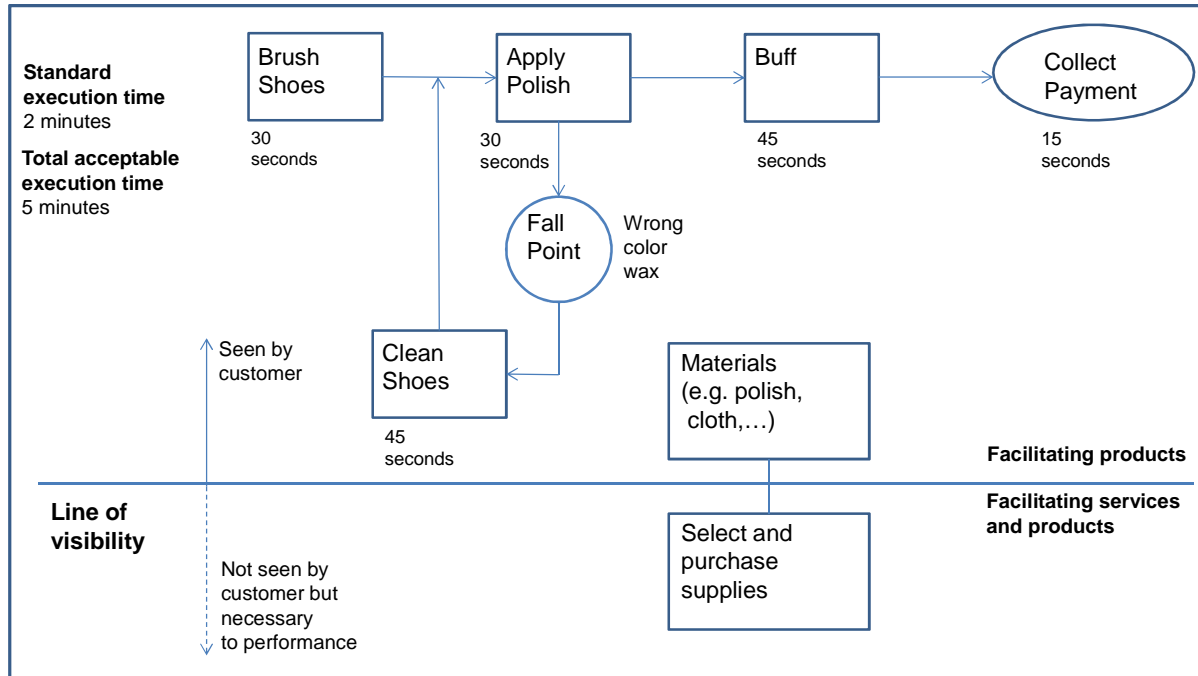 Standard
execution time
2 minutes
Total acceptable
execution time
5 minutes
Brush
Shoes
30
seconds
Apply
Polish
30
seconds
Buff
45
seconds
Collect
Payment
15
seconds
Fall
Point
Wrong
color
wax
Clean
Shoes
45
seconds
Seen by
customer
Materials
(e.g. polish,
cloth,…)
Facilitating products
Line of
visibility
Facilitating services
and products
Select and
purchase
supplies
Not seen by
customer but
necessary
to performance